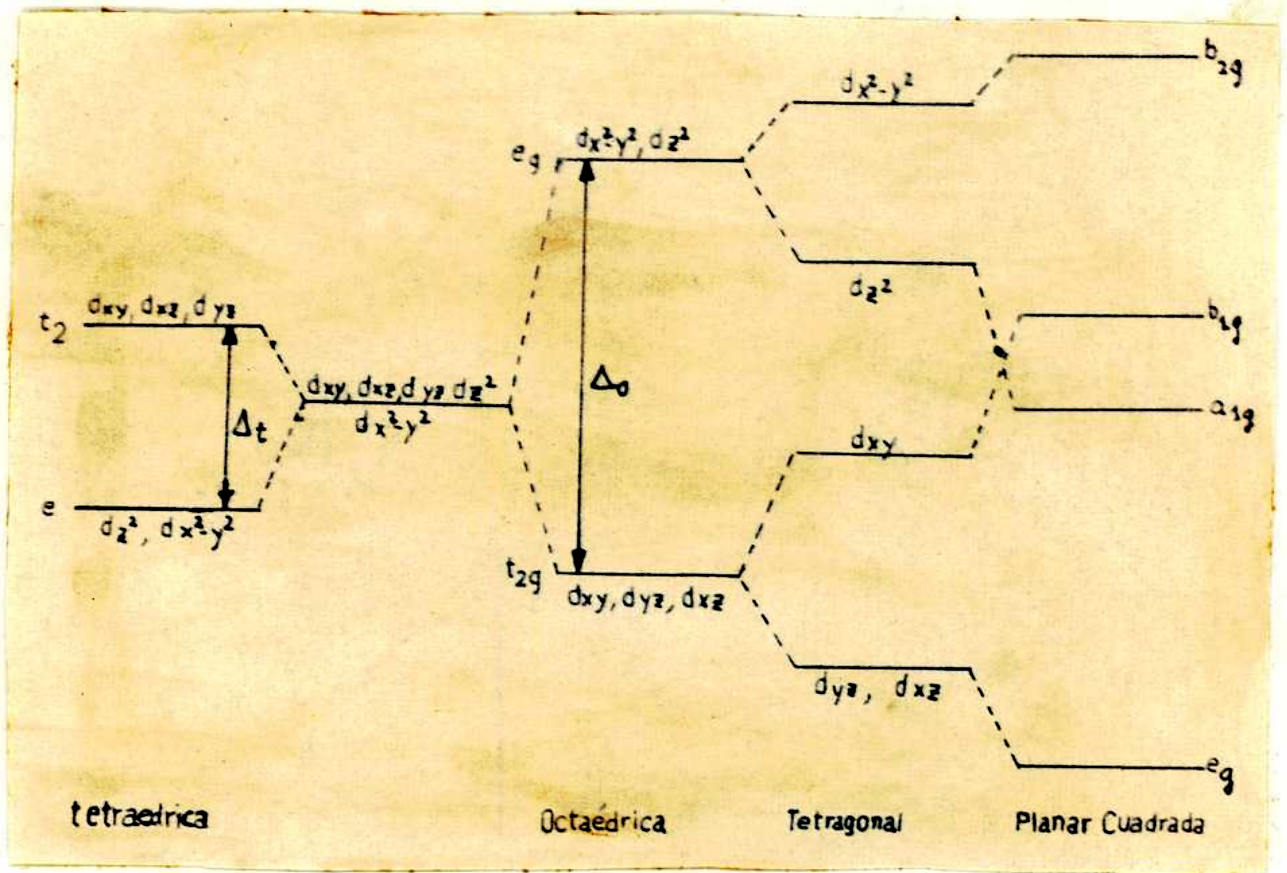 b₂g
dx²-y²
eg dx²-y², dz²
dz²
t₂ dxy, dxz, dyz
b₁g
dxy, dxz, dyz dz²
dx²-y²
Δo
a₁g
Δt
dxy
e
dz², dx²-y²
t₂g
dxy, dyz, dxz
dyz, dxz
eg
tetraedrica
Octaédrica
Tetragonal
Planar Cuadrada